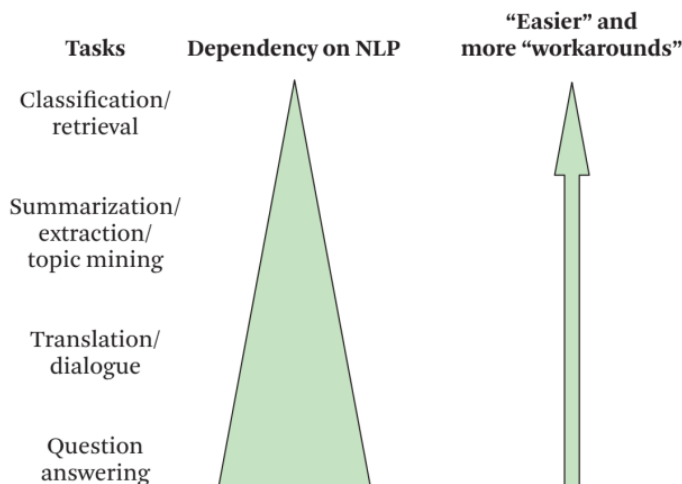 Tasks
Dependency on NLP
“Easier” and
more “workarounds”
Classification/
retrieval
Summarization/
extraction/
topic mining
Translation/
dialogue
Question
answering